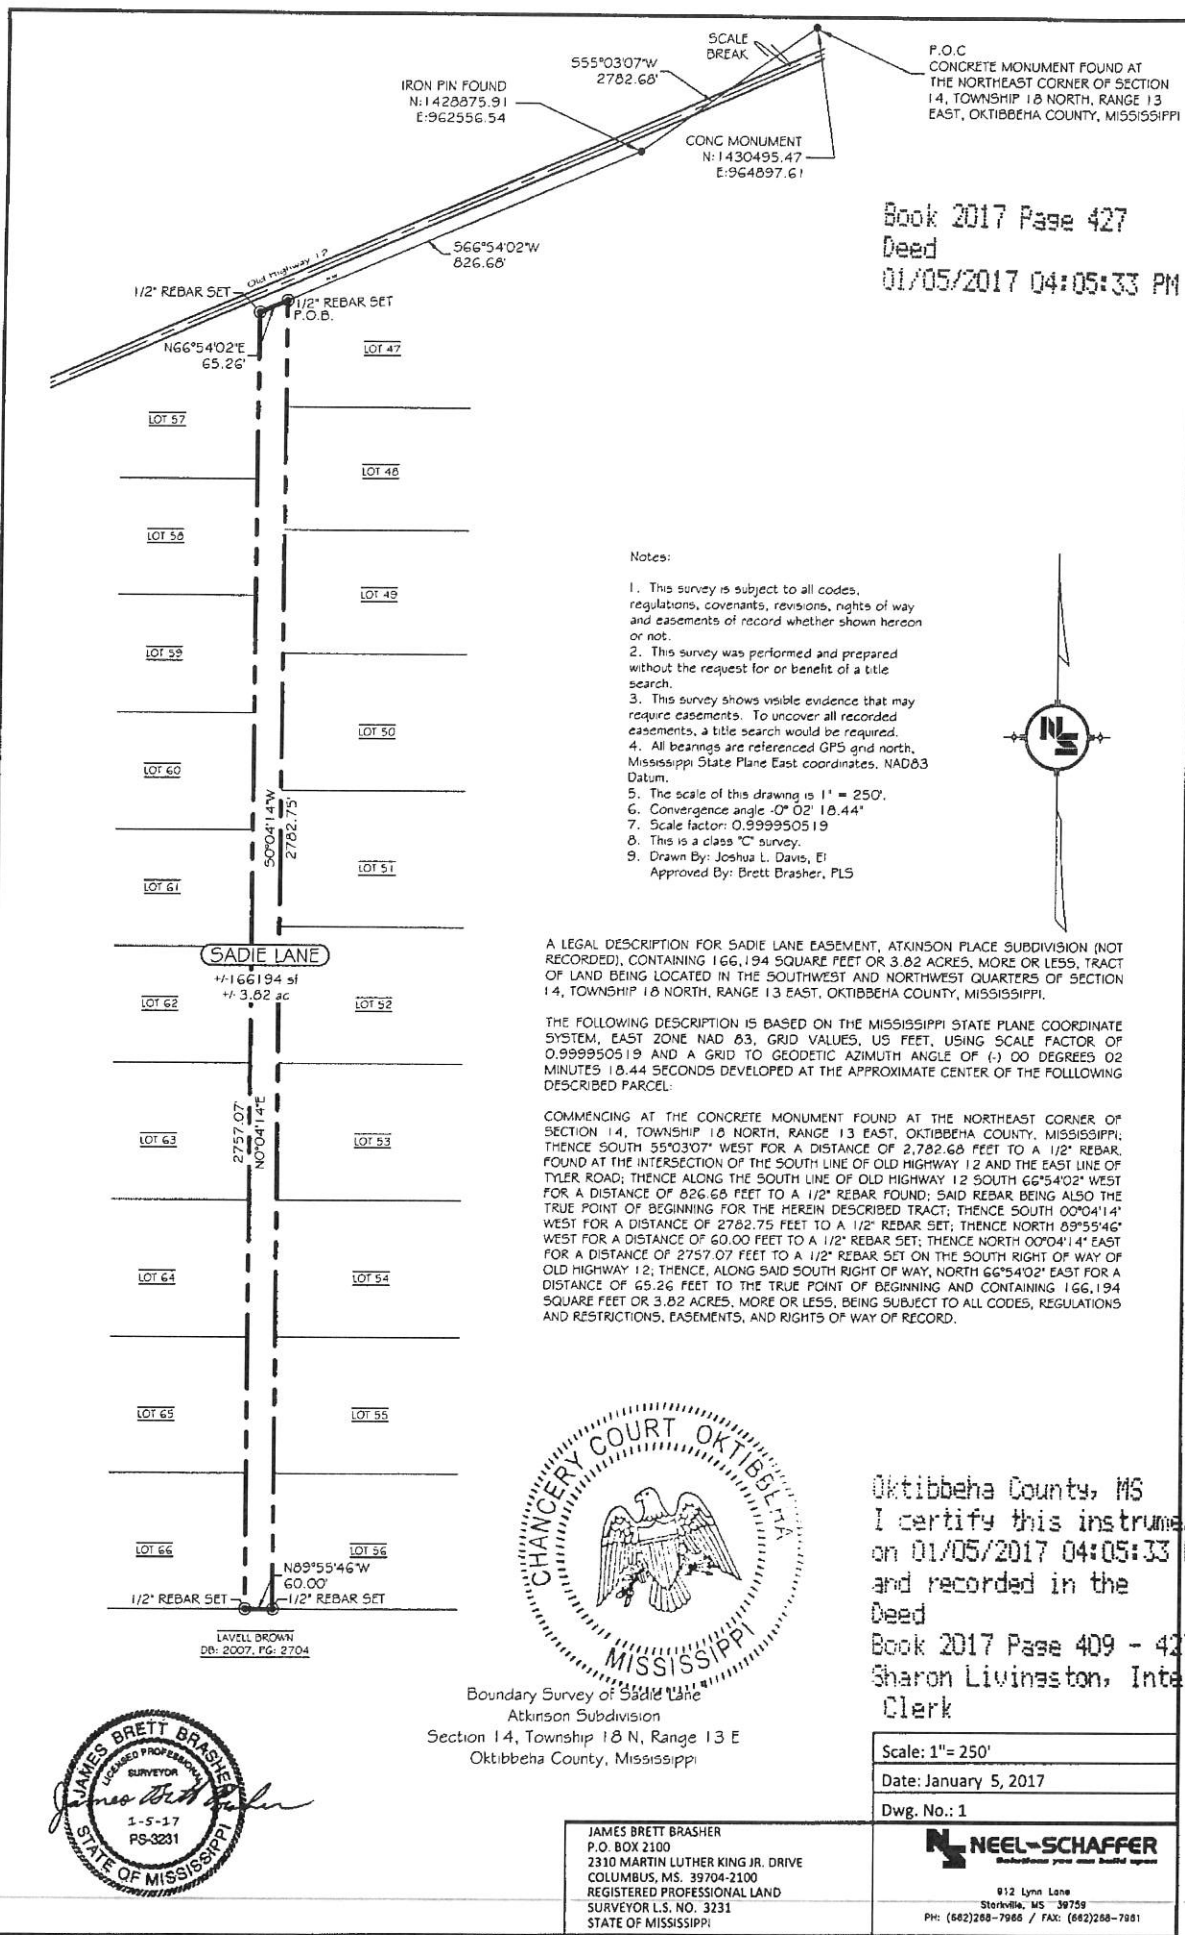 SCALE
BREAK
S55°03'07"W
2782.68'
P.O.C
CONCRETE MONUMENT FOUND AT
THE NORTHEAST CORNER OF SECTION
14, TOWNSHIP 18 NORTH, RANGE 13
EAST, OKTIBBEHA COUNTY, MISSISSIPPI
IRON PIN FOUND
N:1428875.91
E:962556.54
CONC MONUMENT
N:1430495.47
E:964897.61
Book 2017 Page 427
Deed
01/05/2017 04:05:33 PM
S66°54'02"W
826.68'
Old Highway 12
1/2" REBAR SET
1/2" REBAR SET
P.O.B.
N66°54'02"E
65.26'
LOT 47
LOT 57
LOT 48
LOT 58
LOT 49
LOT 59
LOT 50
LOT 60
S0°04'14"W
2782.75'
LOT 51
LOT 61
SADIE LANE
+/-166194 sf
+/- 3.82 ac
LOT 62
LOT 52
2757.07'
N0°04'14"E
LOT 63
LOT 53
LOT 64
LOT 54
LOT 65
LOT 55
LOT 66
LOT 56
N89°55'46"W
60.00'
1/2" REBAR SET
1/2" REBAR SET
LAVELL BROWN
DB: 2007, PG: 2704
Notes:
1. This survey is subject to all codes,
regulations, covenants, revisions, rights of way
and easements of record whether shown hereon
or not.
2. This survey was performed and prepared
without the request for or benefit of a title
search.
3. This survey shows visible evidence that may
require easements. To uncover all recorded
easements, a title search would be required.
4. All bearings are referenced GPS grid north,
Mississippi State Plane East coordinates, NAD83
Datum.
5. The scale of this drawing is 1" = 250'.
6. Convergence angle -0° 02' 18.44"
7. Scale factor: 0.999950519
8. This is a class "C" survey.
9. Drawn By: Joshua L. Davis, EI
Approved By: Brett Brasher, PLS
NS
A LEGAL DESCRIPTION FOR SADIE LANE EASEMENT, ATKINSON PLACE SUBDIVISION (NOT
RECORDED), CONTAINING 166,194 SQUARE FEET OR 3.82 ACRES, MORE OR LESS, TRACT
OF LAND BEING LOCATED IN THE SOUTHWEST AND NORTHWEST QUARTERS OF SECTION
14, TOWNSHIP 18 NORTH, RANGE 13 EAST, OKTIBBEHA COUNTY, MISSISSIPPI.
THE FOLLOWING DESCRIPTION IS BASED ON THE MISSISSIPPI STATE PLANE COORDINATE
SYSTEM, EAST ZONE NAD 83, GRID VALUES, US FEET, USING SCALE FACTOR OF
0.999950519 AND A GRID TO GEODETIC AZIMUTH ANGLE OF (-) 00 DEGREES 02
MINUTES 18.44 SECONDS DEVELOPED AT THE APPROXIMATE CENTER OF THE FOLLLOWING
DESCRIBED PARCEL:
COMMENCING AT THE CONCRETE MONUMENT FOUND AT THE NORTHEAST CORNER OF
SECTION 14, TOWNSHIP 18 NORTH, RANGE 13 EAST, OKTIBBEHA COUNTY, MISSISSIPPI;
THENCE SOUTH 55°03'07" WEST FOR A DISTANCE OF 2,782.68 FEET TO A 1/2" REBAR,
FOUND AT THE INTERSECTION OF THE SOUTH LINE OF OLD HIGHWAY 12 AND THE EAST LINE OF
TYLER ROAD; THENCE ALONG THE SOUTH LINE OF OLD HIGHWAY 12 SOUTH 66°54'02" WEST
FOR A DISTANCE OF 826.68 FEET TO A 1/2" REBAR FOUND; SAID REBAR BEING ALSO THE
TRUE POINT OF BEGINNING FOR THE HEREIN DESCRIBED TRACT; THENCE SOUTH 00°04'14"
WEST FOR A DISTANCE OF 2782.75 FEET TO A 1/2" REBAR SET; THENCE NORTH 89°55'46"
WEST FOR A DISTANCE OF 60.00 FEET TO A 1/2" REBAR SET; THENCE NORTH 00°04'14" EAST
FOR A DISTANCE OF 2757.07 FEET TO A 1/2" REBAR SET ON THE SOUTH RIGHT OF WAY OF
OLD HIGHWAY 12; THENCE, ALONG SAID SOUTH RIGHT OF WAY, NORTH 66°54'02" EAST FOR A
DISTANCE OF 65.26 FEET TO THE TRUE POINT OF BEGINNING AND CONTAINING 166,194
SQUARE FEET OR 3.82 ACRES, MORE OR LESS, BEING SUBJECT TO ALL CODES, REGULATIONS
AND RESTRICTIONS, EASEMENTS, AND RIGHTS OF WAY OF RECORD.
CHANCERY COURT OKTIBBEHA
MISSISSIPPI
Oktibbeha County, MS
I certify this instrume
on 01/05/2017 04:05:33
and recorded in the
Deed
Book 2017 Page 409 - 42
Sharon Livingston, Inte
Clerk
Boundary Survey of Sadie Lane
Atkinson Subdivision
Section 14, Township 18 N, Range 13 E
Oktibbeha County, Mississippi
JAMES BRETT BRASHER
LICENSED PROFESSIONAL
SURVEYOR
James Brett Brasher
1-5-17
PS-3231
STATE OF MISSISSIPPI
Scale: 1"= 250'
Date: January 5, 2017
Dwg. No.: 1
JAMES BRETT BRASHER
P.O. BOX 2100
2310 MARTIN LUTHER KING JR. DRIVE
COLUMBUS, MS. 39704-2100
REGISTERED PROFESSIONAL LAND
SURVEYOR L.S. NO. 3231
STATE OF MISSISSIPPI
NS NEEL-SCHAFFER
Solutions you can build upon
912 Lynn Lane
Starkville, MS 39759
PH: (662)268-7966 / FAX: (662)268-7981